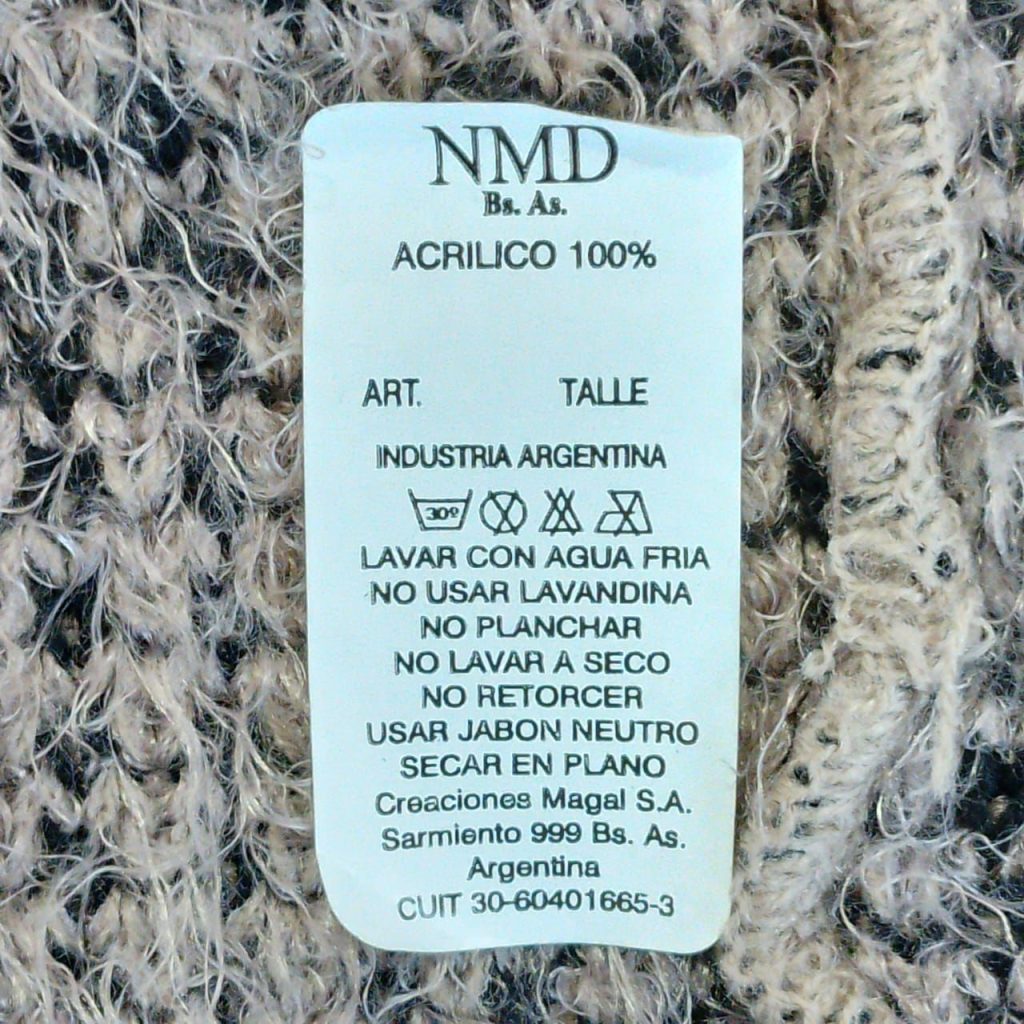 NMD
Bs. As.
ACRILICO 100%
ART. TALLE
INDUSTRIA ARGENTINA
30º
LAVAR CON AGUA FRIA
NO USAR LAVANDINA
NO PLANCHAR
NO LAVAR A SECO
NO RETORCER
USAR JABON NEUTRO
SECAR EN PLANO
Creaciones Magal S.A.
Sarmiento 999 Bs. As.
Argentina
CUIT 30-60401665-3